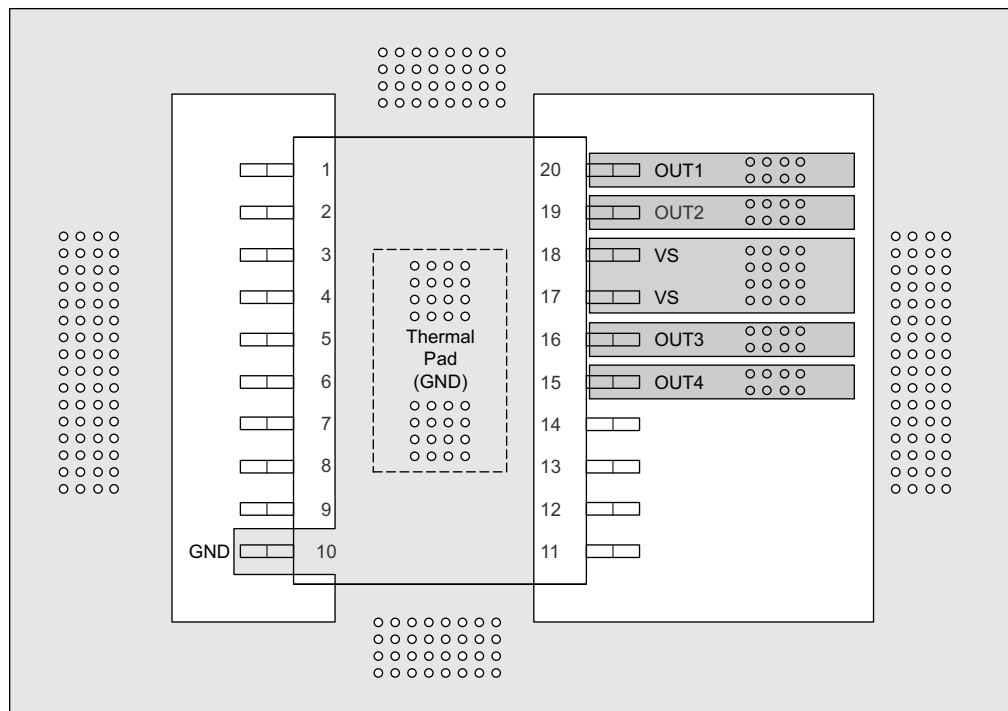 1 20 OUT1
2 19 OUT2
3 18 VS
4 17 VS
5 16 OUT3
6 15 OUT4
7 14
8 13
9 12
GND 10 11
Thermal
Pad
(GND)